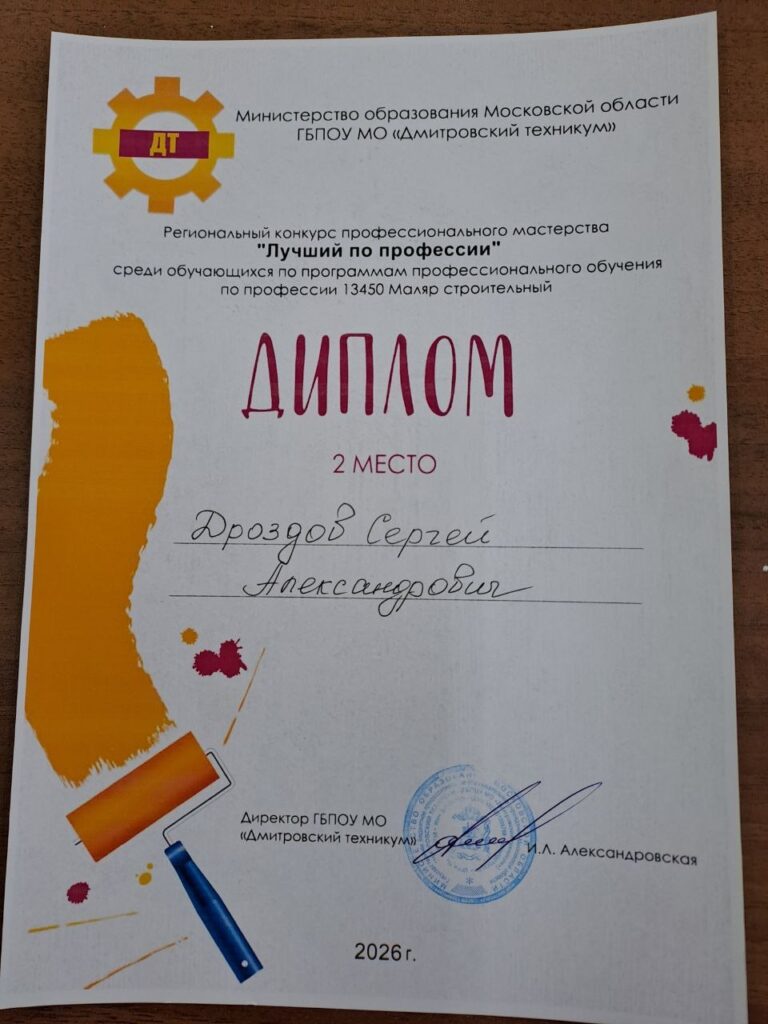 ДТ
Министерство образования Московской области
ГБПОУ МО «Дмитровский техникум»
Региональный конкурс профессионального мастерства
"Лучший по профессии"
среди обучающихся по программам профессионального обучения
по профессии 13450 Маляр строительный
ДИПЛОМ
2 МЕСТО
Дроздов Сергей
Александрович
Директор ГБПОУ МО
«Дмитровский техникум»
И.Л. Александровская
2026 г.